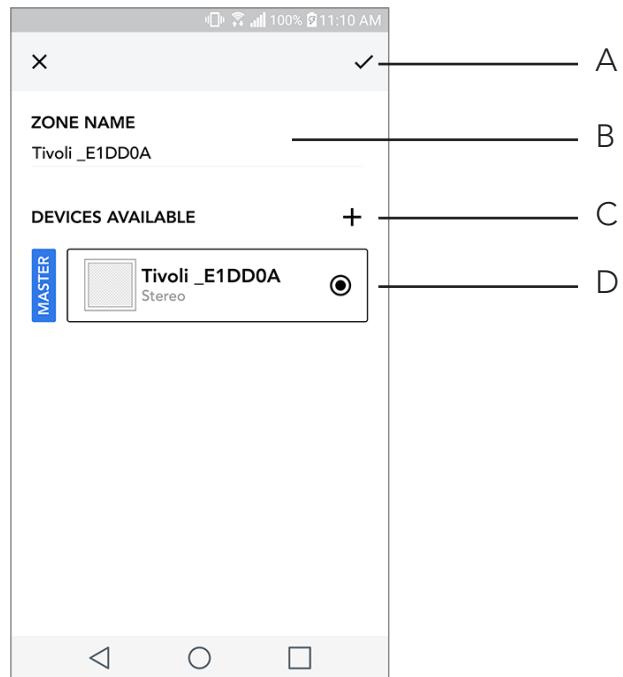 100% 11:10 AM
A
ZONE NAME
B
Tivoli _E1DD0A
DEVICES AVAILABLE
C
MASTER
Tivoli _E1DD0A
Stereo
D